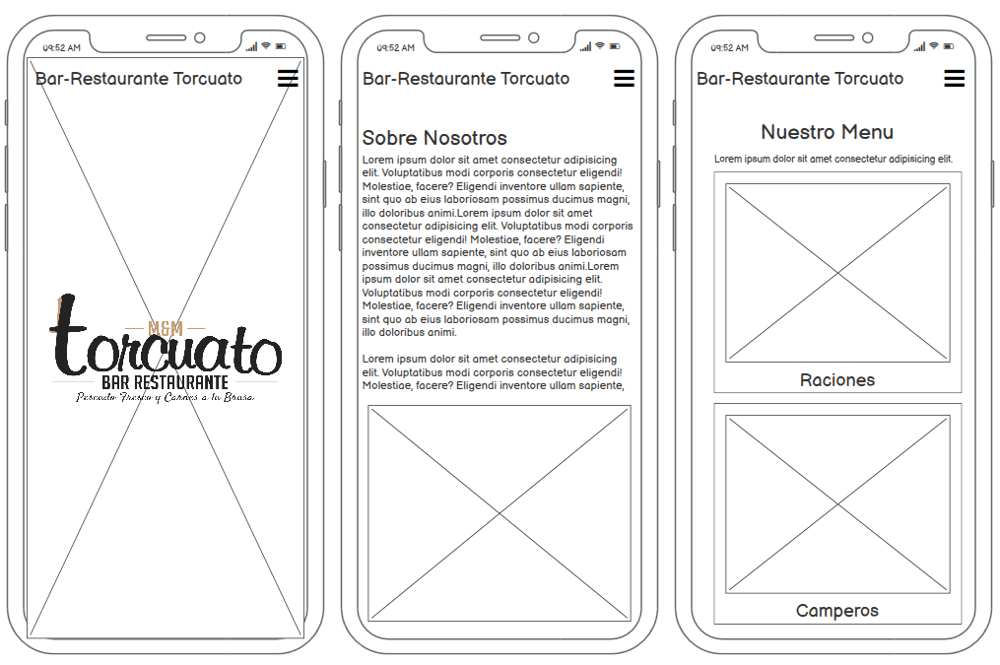 09:52 AM
Bar-Restaurante Torcuato
M&M
torcuato
BAR RESTAURANTE
Pescado Fresco y Carnes a la Brasa
09:52 AM
Bar-Restaurante Torcuato
Sobre Nosotros
Lorem ipsum dolor sit amet consectetur adipisicing
elit. Voluptatibus modi corporis consectetur eligendi!
Molestiae, facere? Eligendi inventore ullam sapiente,
sint quo ab eius laboriosam possimus ducimus magni,
illo doloribus animi.Lorem ipsum dolor sit amet
consectetur adipisicing elit. Voluptatibus modi corporis
consectetur eligendi! Molestiae, facere? Eligendi
inventore ullam sapiente, sint quo ab eius laboriosam
possimus ducimus magni, illo doloribus animi.Lorem
ipsum dolor sit amet consectetur adipisicing elit.
Voluptatibus modi corporis consectetur eligendi!
Molestiae, facere? Eligendi inventore ullam sapiente,
sint quo ab eius laboriosam possimus ducimus magni,
illo doloribus animi.
Lorem ipsum dolor sit amet consectetur adipisicing
elit. Voluptatibus modi corporis consectetur eligendi!
Molestiae, facere? Eligendi inventore ullam sapiente,
09:52 AM
Bar-Restaurante Torcuato
Nuestro Menu
Lorem ipsum dolor sit amet consectetur adipisicing elit.
Raciones
Camperos